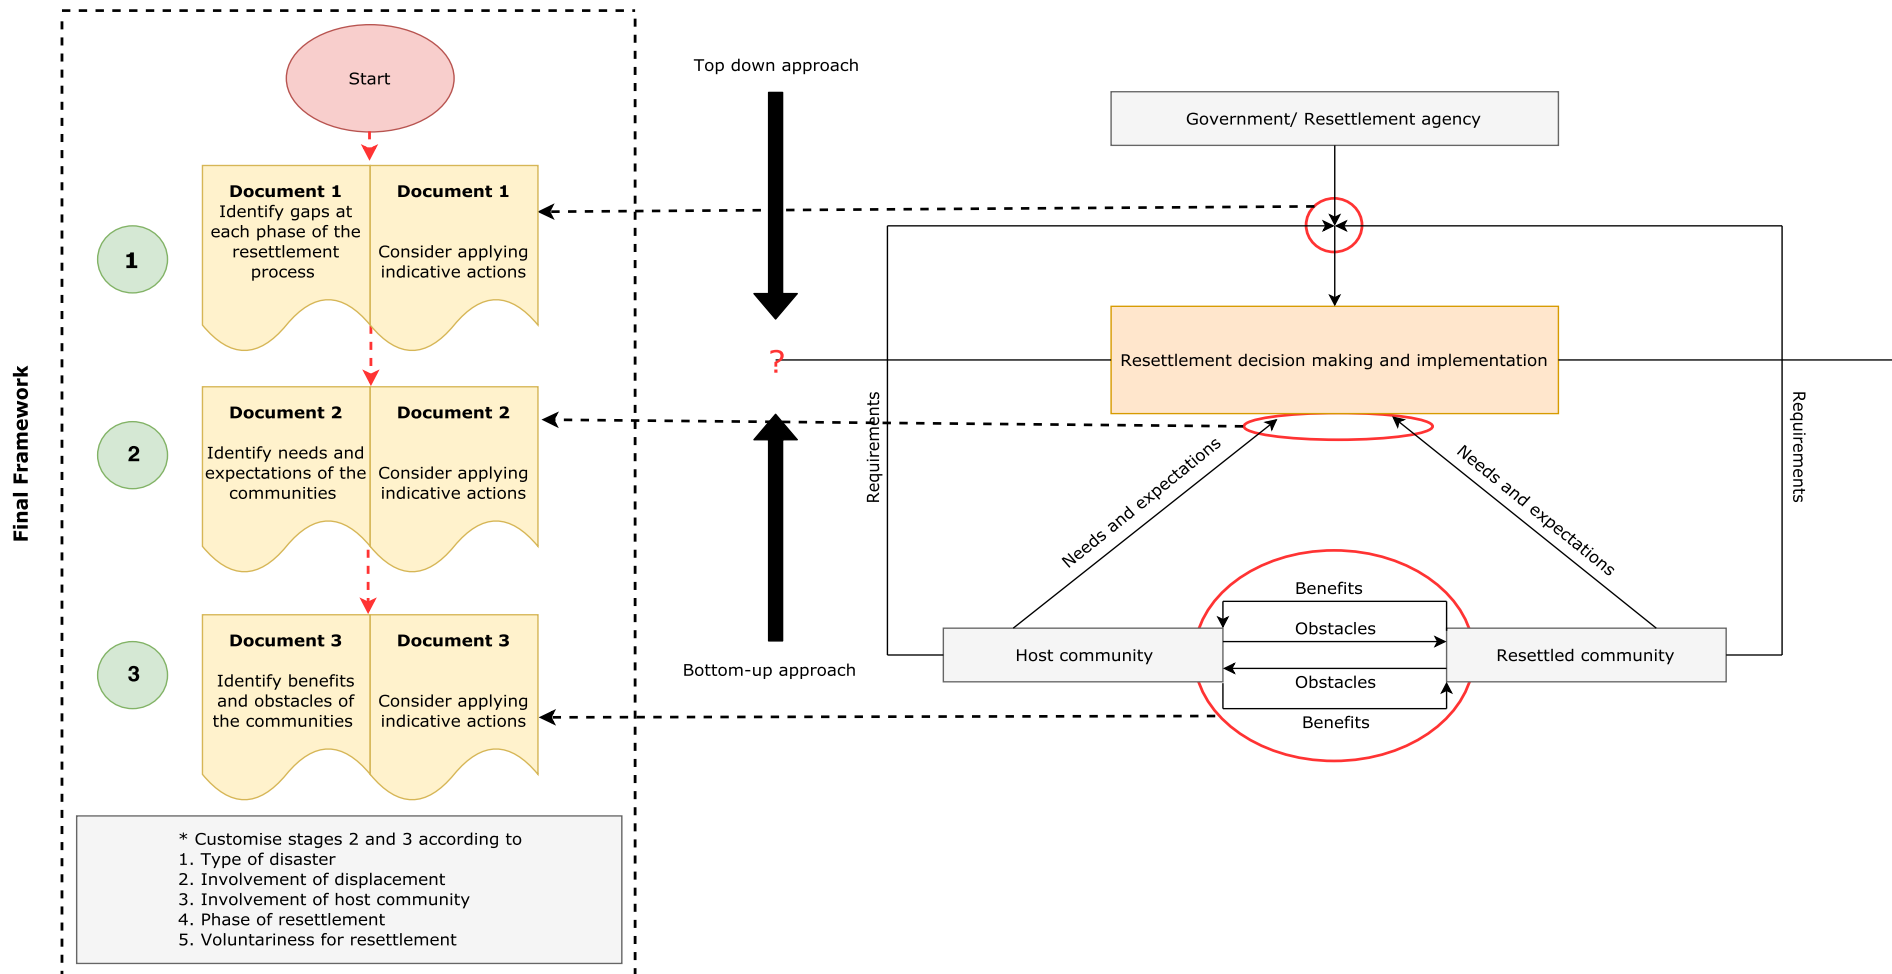 Final Framework
Start
1
Document 1
Identify gaps at
each phase of the
resettlement
process
Document 1
Consider applying
indicative actions
2
Document 2
Identify needs and
expectations of the
communities
Document 2
Consider applying
indicative actions
3
Document 3
Identify benefits
and obstacles of
the communities
Document 3
Consider applying
indicative actions
* Customise stages 2 and 3 according to
1. Type of disaster
2. Involvement of displacement
3. Involvement of host community
4. Phase of resettlement
5. Voluntariness for resettlement
Top down approach
?
Bottom-up approach
Government/ Resettlement agency
Resettlement decision making and implementation
Requirements
Requirements
Needs and expectations
Needs and expectations
Benefits
Obstacles
Host community
Resettled community
Obstacles
Benefits